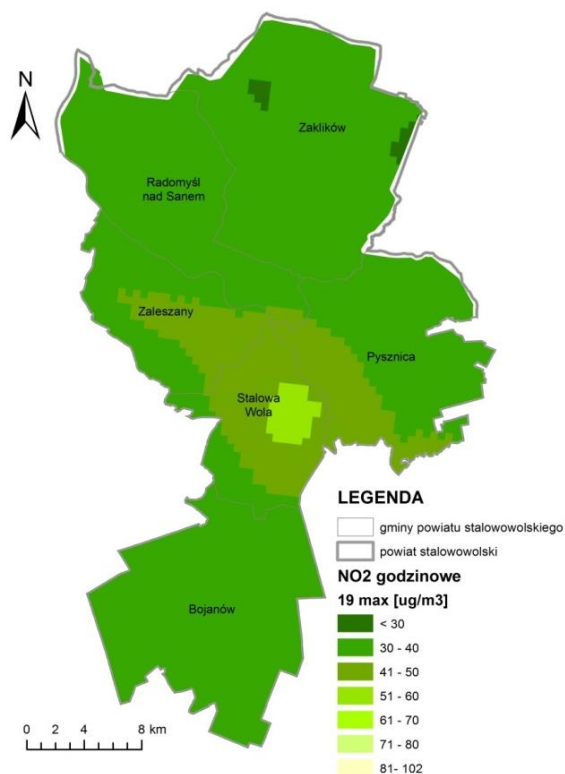 N
Zaklików
Radomyśl
nad Sanem
Zaleszany
Pysznica
Stalowa
Wola
Bojanów
LEGENDA
gminy powiatu stalowowolskiego
powiat stalowowolski
NO2 godzinowe
19 max [ug/m3]
< 30
30 - 40
41 - 50
51 - 60
61 - 70
71 - 80
81- 102
0 2 4 8 km